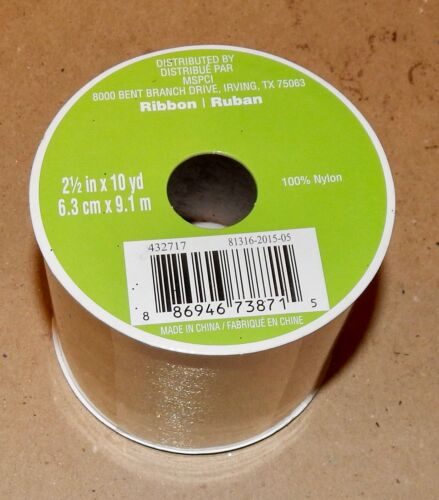 DISTRIBUTED BY
DISTRIBUÉ PAR
MSPCI
8000 BENT BRANCH DRIVE, IRVING, TX 75063
Ribbon | Ruban
2½ in x 10 yd
6.3 cm x 9.1 m
100% Nylon
432717 81316-2015-05
8 86946 73871 5
MADE IN CHINA / FABRIQUÉ EN CHINE